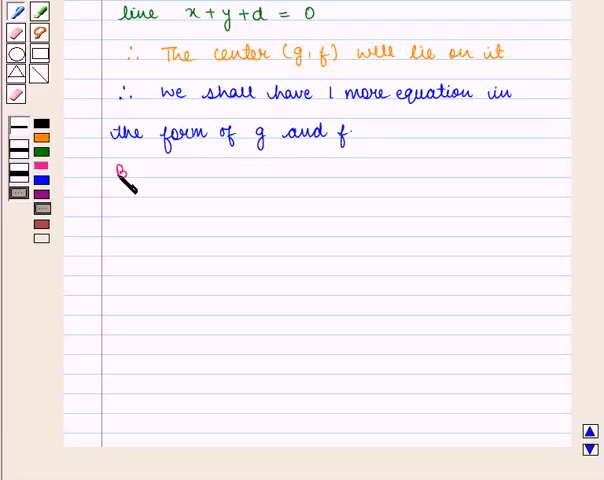 line x + y + d = 0
∴ The center (g, f) will lie on it
∴ we shall have 1 more equation in
the form of g and f.
B